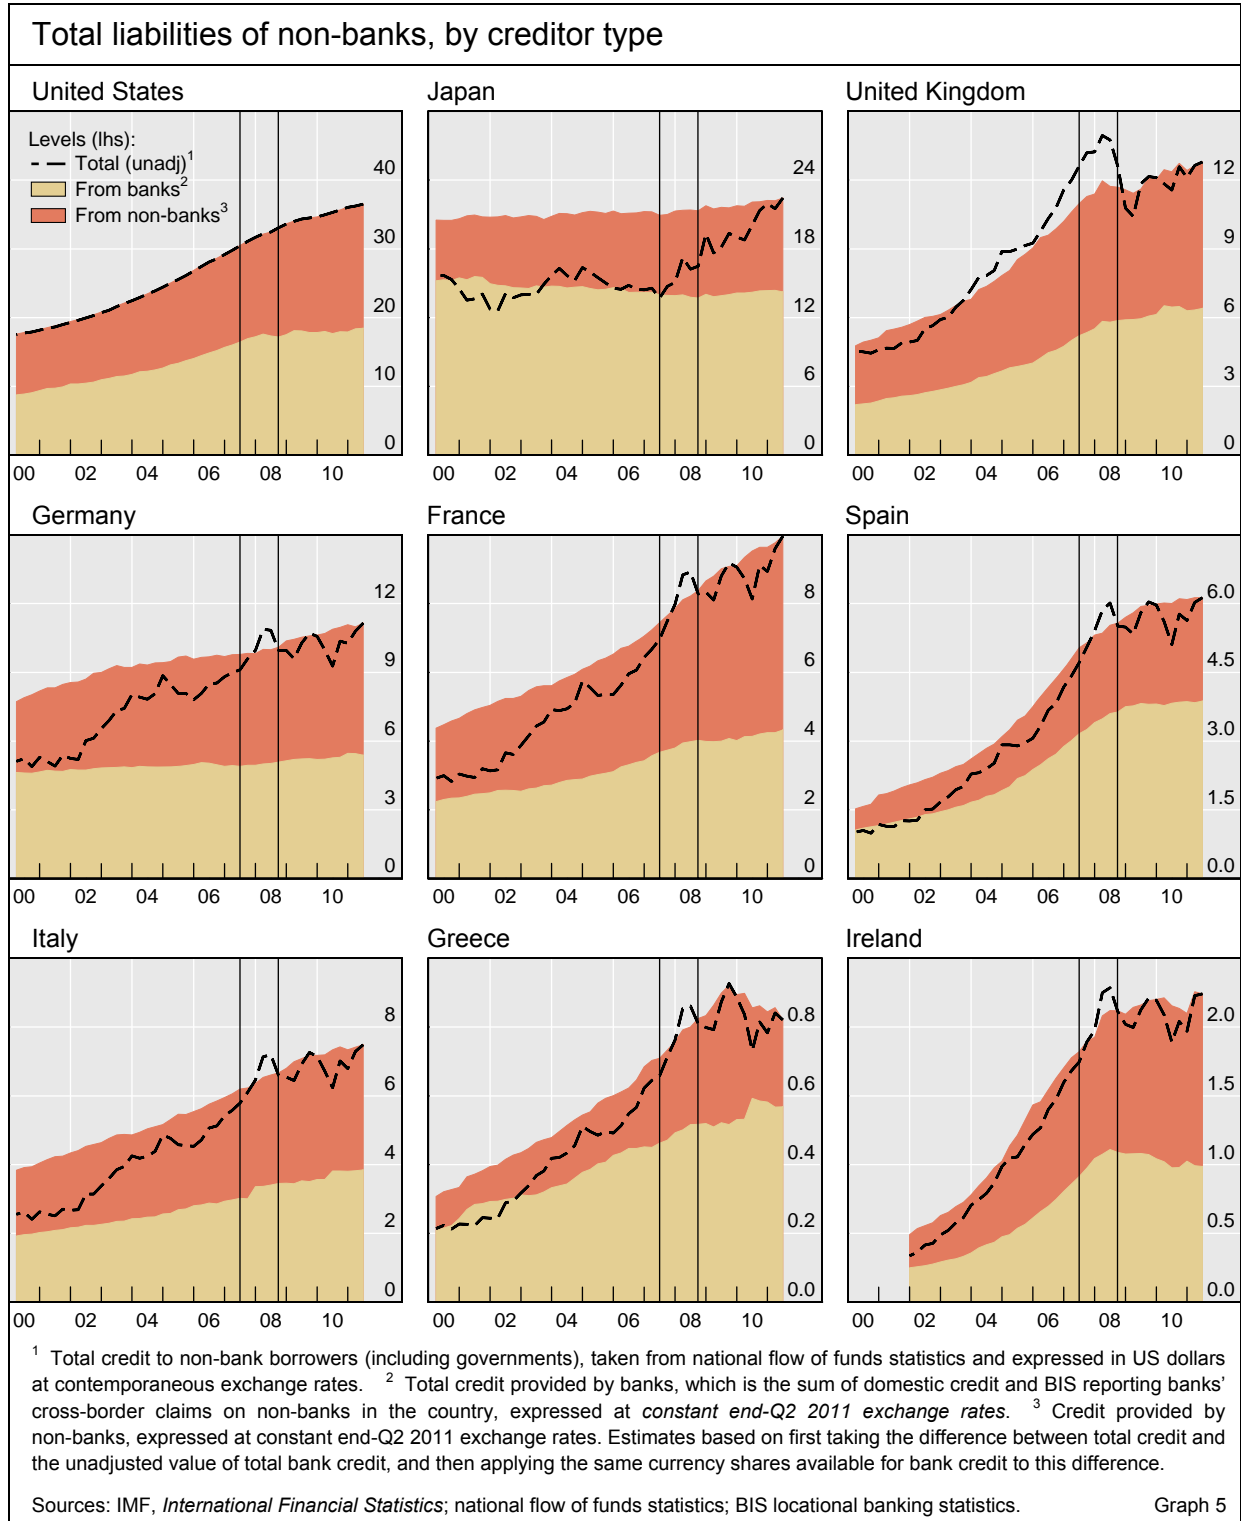 Total liabilities of non-banks, by creditor type
United States
Japan
United Kingdom
Levels (lhs):
Total (unadj)1
From banks2
From non-banks3
40
30
20
10
0
24
18
12
6
0
12
9
6
3
0
00 02 04 06 08 10
00 02 04 06 08 10
00 02 04 06 08 10
Germany
France
Spain
12
9
6
3
0
8
6
4
2
0
6.0
4.5
3.0
1.5
0.0
00 02 04 06 08 10
00 02 04 06 08 10
00 02 04 06 08 10
Italy
Greece
Ireland
8
6
4
2
0
0.8
0.6
0.4
0.2
0.0
2.0
1.5
1.0
0.5
0.0
00 02 04 06 08 10
00 02 04 06 08 10
00 02 04 06 08 10
1 Total credit to non-bank borrowers (including governments), taken from national flow of funds statistics and expressed in US dollars
at contemporaneous exchange rates. 2 Total credit provided by banks, which is the sum of domestic credit and BIS reporting banks'
cross-border claims on non-banks in the country, expressed at constant end-Q2 2011 exchange rates. 3 Credit provided by
non-banks, expressed at constant end-Q2 2011 exchange rates. Estimates based on first taking the difference between total credit and
the unadjusted value of total bank credit, and then applying the same currency shares available for bank credit to this difference.
Sources: IMF, International Financial Statistics; national flow of funds statistics; BIS locational banking statistics. Graph 5